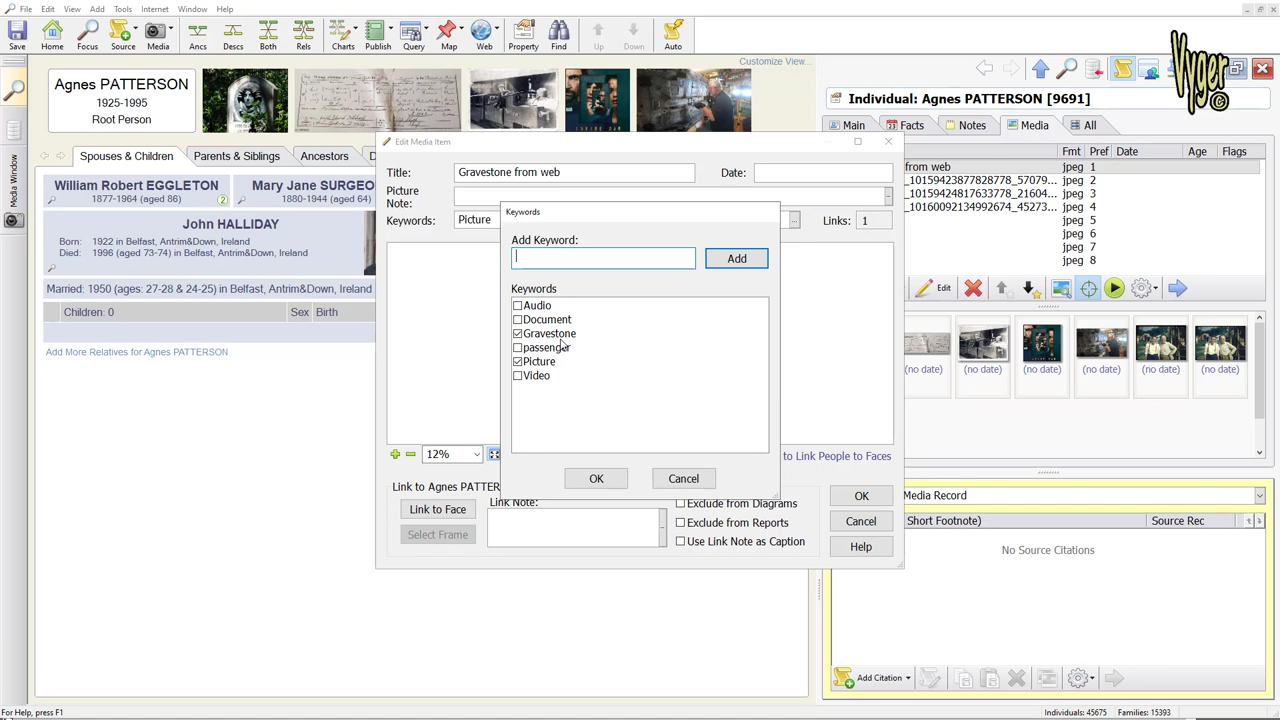 File Edit View Add Tools Internet Window Help
Save Home Focus Source Media Ancs Descs Both Rels Charts Publish Query Map Web Property Find Up Down Auto
Vyger ©
Customize View...
Agnes PATTERSON
1925-1995
Root Person
Individual: Agnes PATTERSON [9691]
Main Facts Notes Media All
Spouses & Children Parents & Siblings Ancestors D
Media Window
William Robert EGGLETON
1877-1964 (aged 86)
2
Mary Jane SURGEO
1880-1944 (aged 64)
John HALLIDAY
Born: 1922 in Belfast, Antrim&Down, Ireland
Died: 1996 (aged 73-74) in Belfast, Antrim&Down, Ireland
Married: 1950 (ages: 27-28 & 24-25) in Belfast, Antrim&Down, Ireland
Children: 0 Sex Birth
Add More Relatives for Agnes PATTERSON
Edit Media Item
Title: Gravestone from web Date:
Picture Note:
Keywords: Picture Links: 1
Keywords
Add Keyword:
Add
Keywords
Audio
Document
Gravestone
passenger
Picture
Video
OK Cancel
12%
to Link People to Faces
Link to Agnes PATTE
Link to Face
Select Frame
Link Note:
Exclude from Diagrams
Exclude from Reports
Use Link Note as Caption
OK
Cancel
Help
Fmt Pref Date Age Flags
from web jpeg 1
_10159423877828778_57079... jpeg 2
_10159424817633778_21604... jpeg 3
_10160092134992674_45273... jpeg 4
jpeg 5
jpeg 6
jpeg 7
jpeg 8
Edit
(no date) (no date) (no date) (no date) (no date) (no date)
Media Record
Short Footnote) Source Rec
No Source Citations
Add Citation
For Help, press F1
Individuals: 45675 Families: 15393